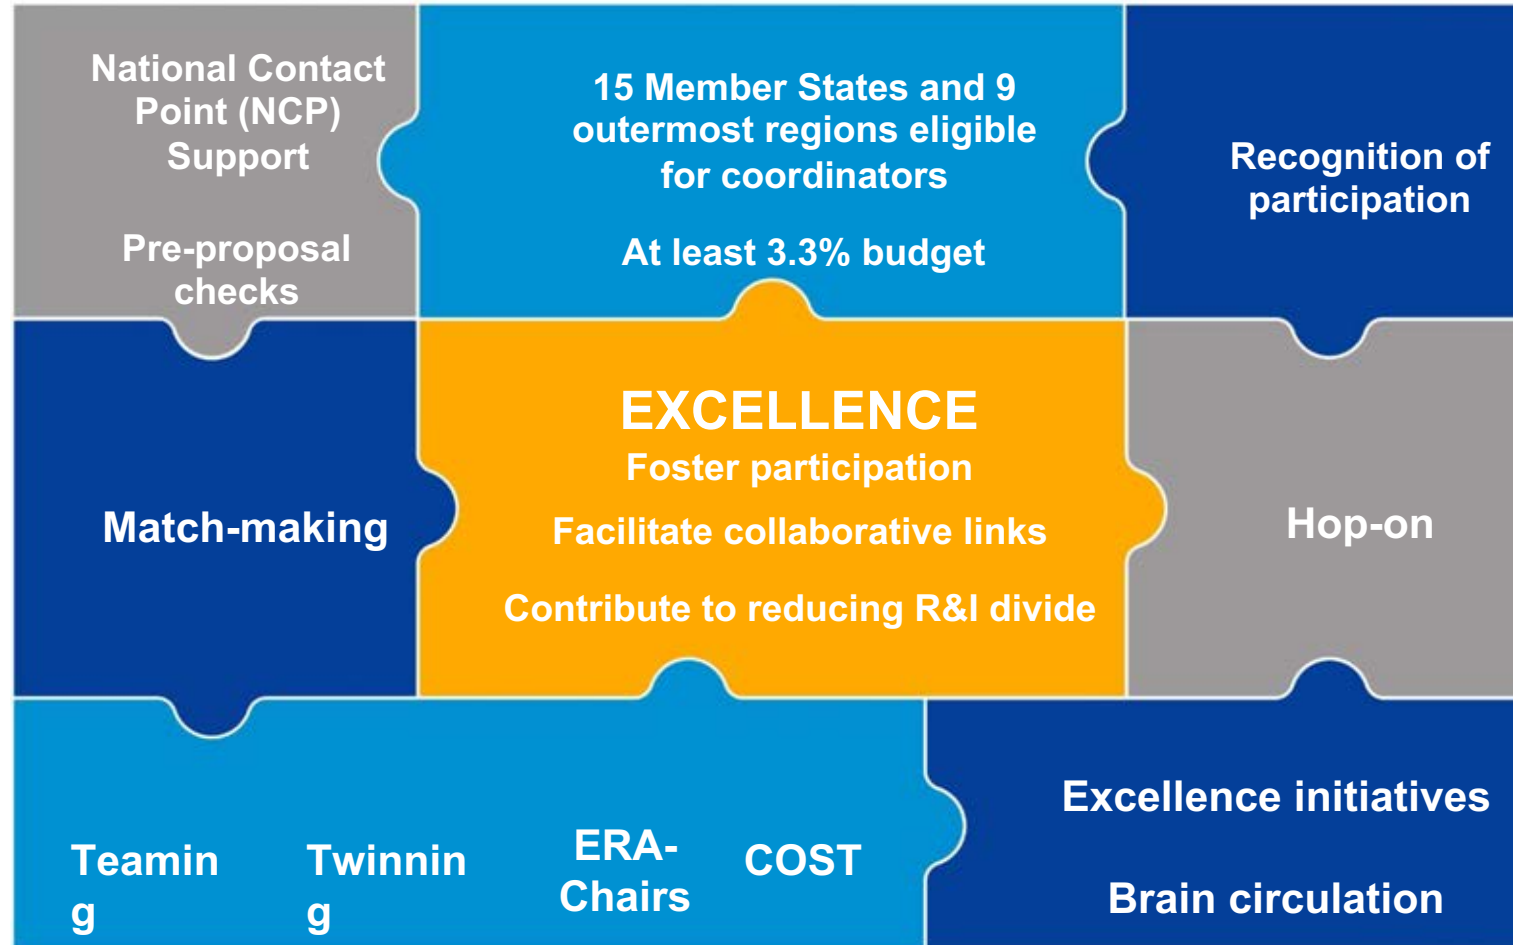 National Contact
Point (NCP)
Support
Pre-proposal
checks
15 Member States and 9
outermost regions eligible
for coordinators
At least 3.3% budget
Recognition of
participation
Match-making
EXCELLENCE
Foster participation
Facilitate collaborative links
Contribute to reducing R&I divide
Hop-on
Teamin
g
Twinnin
g
ERA-
Chairs
COST
Excellence initiatives
Brain circulation